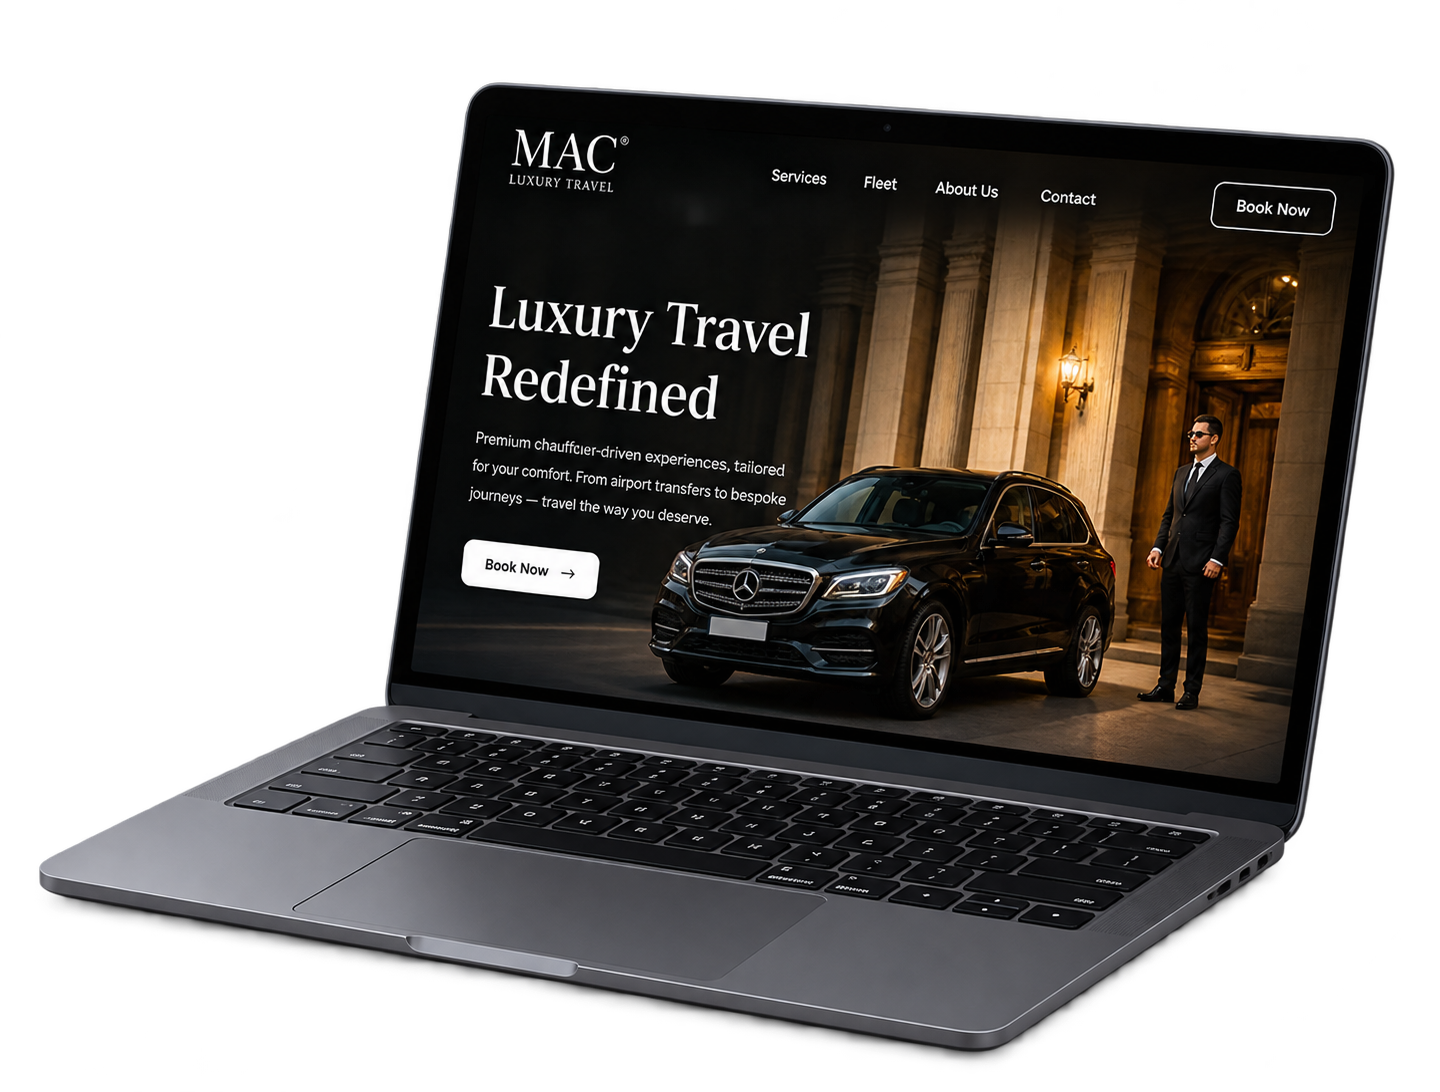 MAC®
LUXURY TRAVEL
Services
Fleet
About Us
Contact
Book Now
Luxury Travel
Redefined
Premium chauffcıer-driven experiences, tailored
for your comfort. From airport transfers to bespoke
journeys — travel the way you deserve.
Book Now →